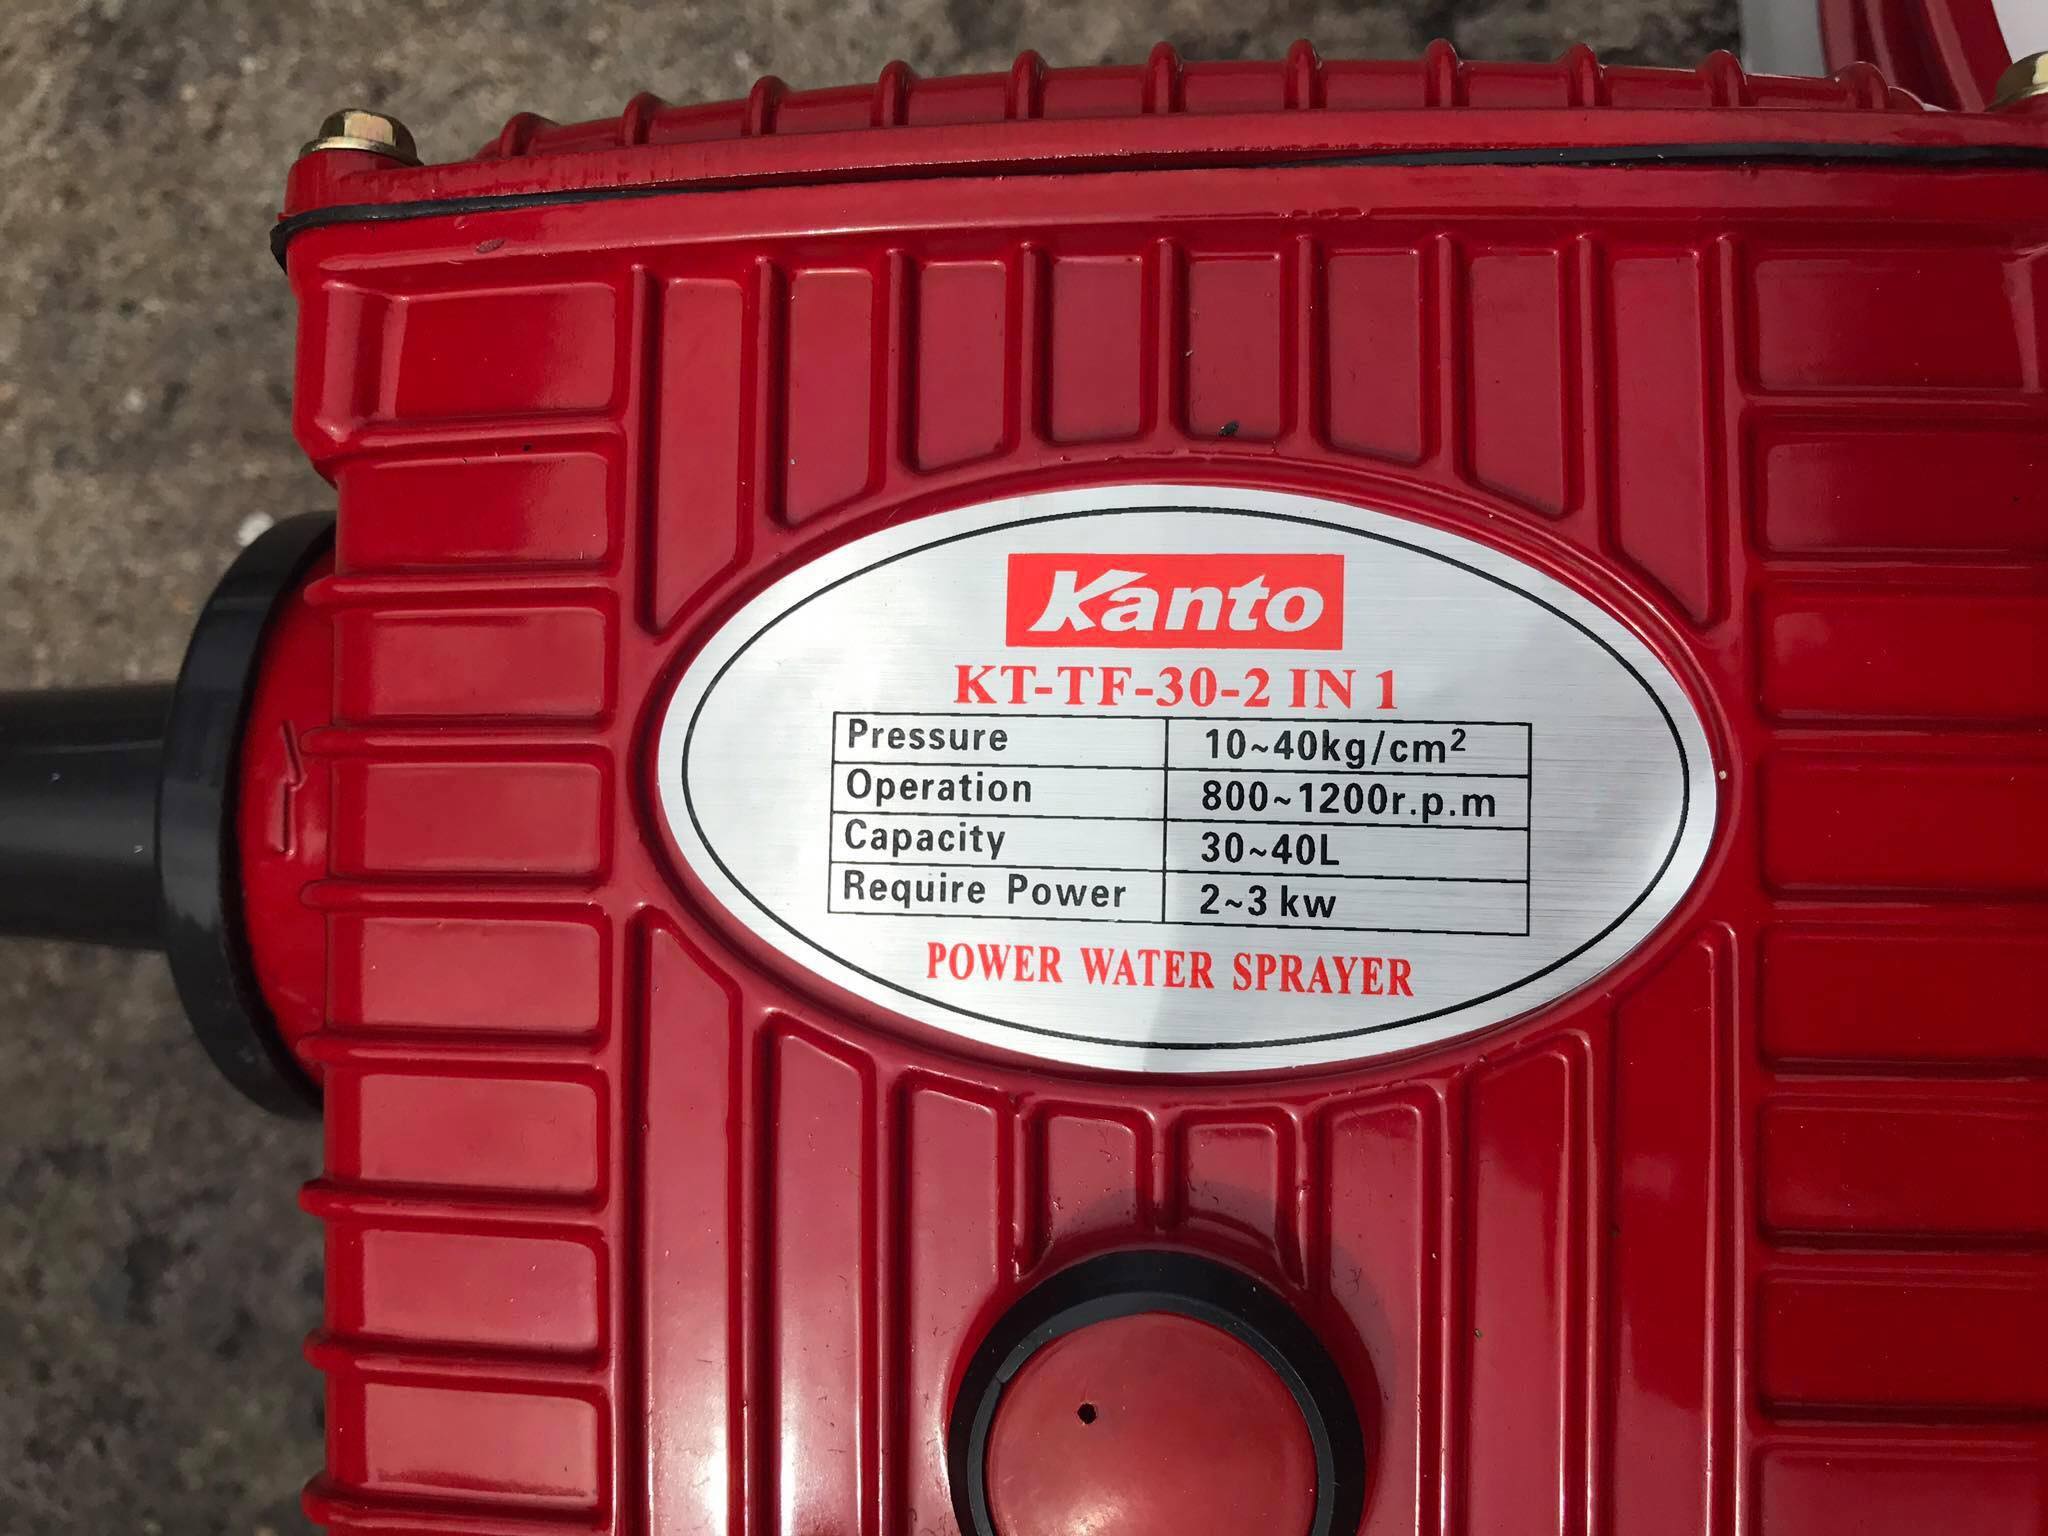 Kanto
KT-TF-30-2 IN 1
Pressure 10~40kg/cm²
Operation 800~1200r.p.m
Capacity 30~40L
Require Power 2~3 kw
POWER WATER SPRAYER